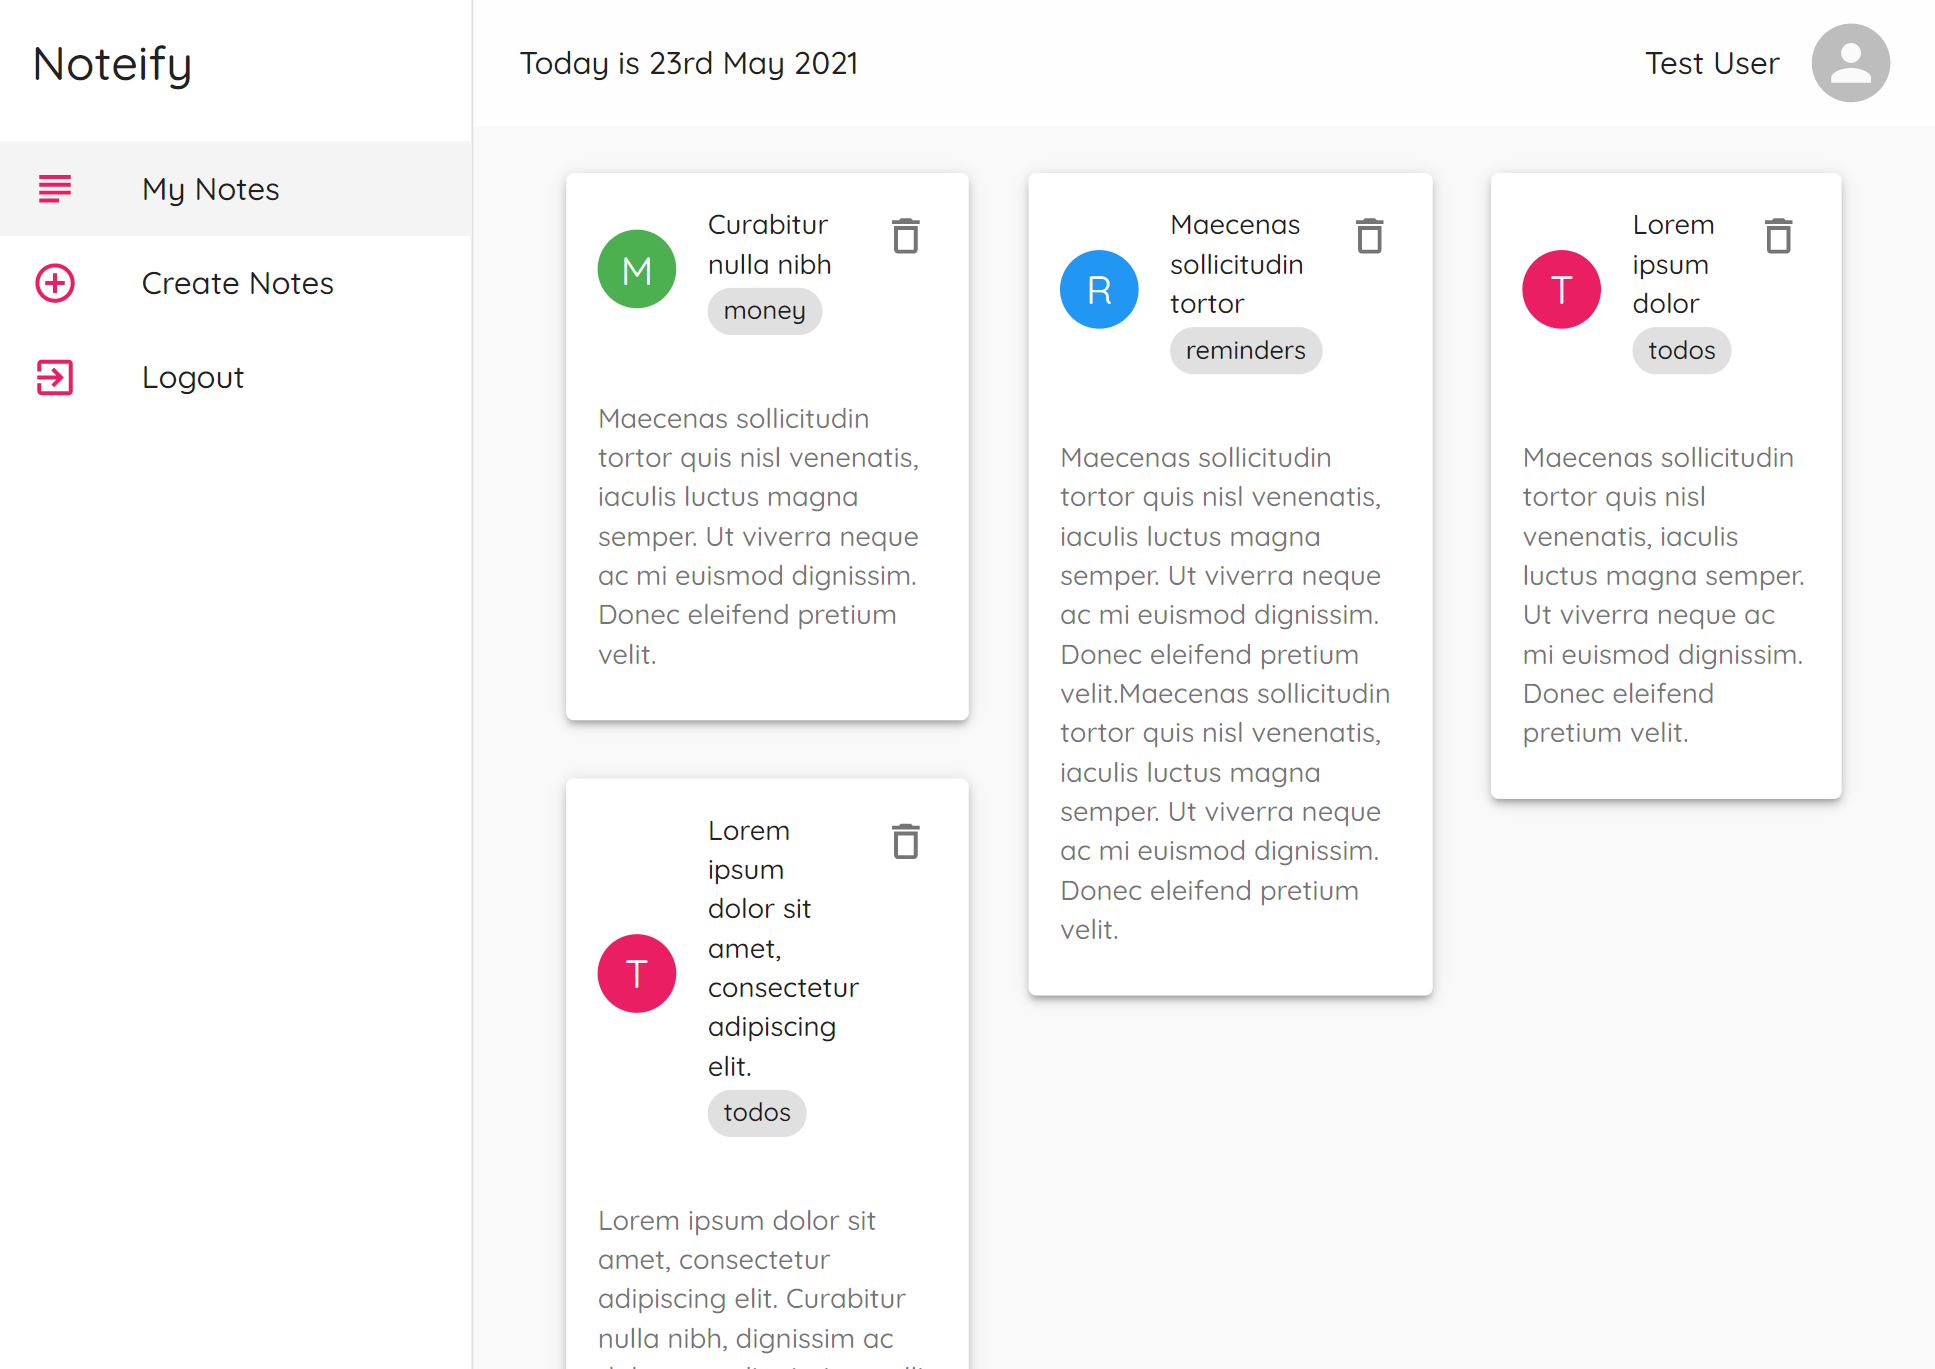 Noteify
My Notes
Create Notes
Logout
Today is 23rd May 2021
Test User
M
Curabitur
nulla nibh
money
Maecenas sollicitudin
tortor quis nisl venenatis,
iaculis luctus magna
semper. Ut viverra neque
ac mi euismod dignissim.
Donec eleifend pretium
velit.
T
Lorem
ipsum
dolor sit
amet,
consectetur
adipiscing
elit.
todos
Lorem ipsum dolor sit
amet, consectetur
adipiscing elit. Curabitur
nulla nibh, dignissim ac
R
Maecenas
sollicitudin
tortor
reminders
Maecenas sollicitudin
tortor quis nisl venenatis,
iaculis luctus magna
semper. Ut viverra neque
ac mi euismod dignissim.
Donec eleifend pretium
velit.Maecenas sollicitudin
tortor quis nisl venenatis,
iaculis luctus magna
semper. Ut viverra neque
ac mi euismod dignissim.
Donec eleifend pretium
velit.
T
Lorem
ipsum
dolor
todos
Maecenas sollicitudin
tortor quis nisl
venenatis, iaculis
luctus magna semper.
Ut viverra neque ac
mi euismod dignissim.
Donec eleifend
pretium velit.